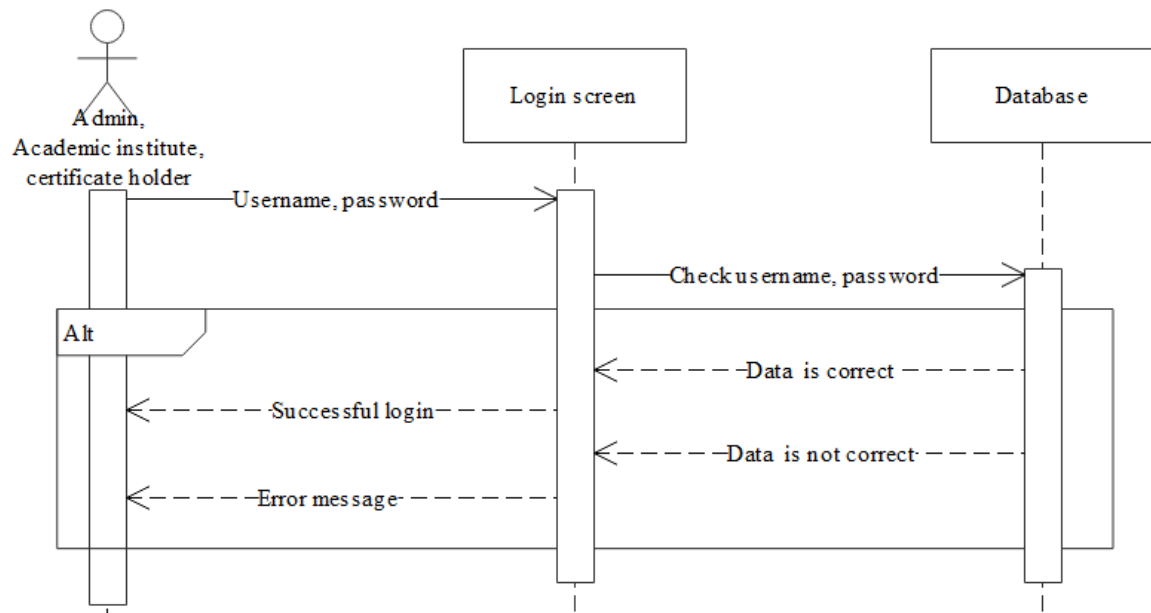 Login screen
Database
Admin,
Academic institute,
certificate holder
Username, password
Check username, password
Alt
Data is correct
Successful login
Data is not correct
Error message